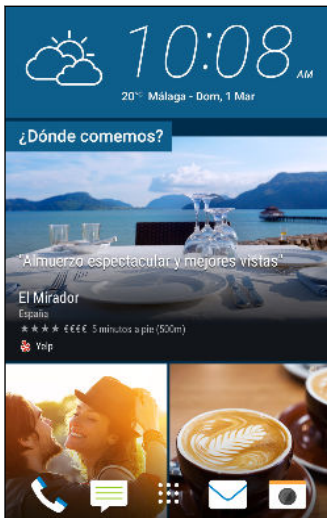 10:08 AM
20°C Málaga - Dom, 1 Mar
¿Dónde comemos?
"Almuerzo espectacular y mejores vistas"
El Mirador
España
★★★★ €€€€ 5 minutos a pie (500m)
Yelp